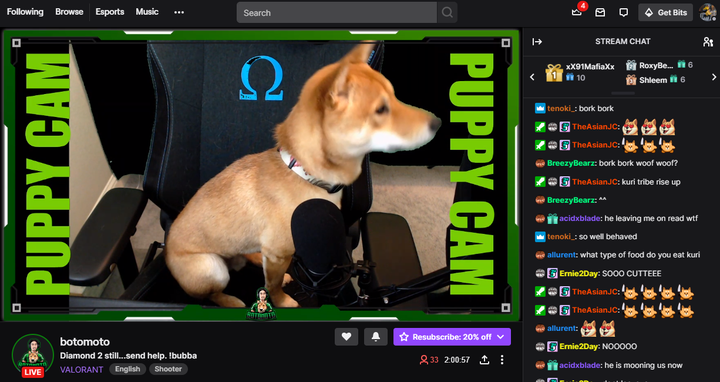 Following Browse Esports Music Search 4 Get Bits
PUPPY CAM
Ω
PUPPY CAM
BOTOMOTO
STREAM CHAT
1 xX91MafiaXx 10
RoxyBe... 6
Shleem 6
tenoki_: bork bork
TheAsianJC:
TheAsianJC:
BreezyBearz: bork bork woof woof?
TheAsianJC: kuri tribe rise up
BreezyBearz: ^^
acidxblade: he leaving me on read wtf
tenoki_: so well behaved
allurent: what type of food do you eat kuri
Ernie2Day: SOOO CUTTEEE
TheAsianJC:
TheAsianJC:
allurent:
Ernie2Day: NOOOOO
acidxblade: he is mooning us now
LIVE
botomoto
Diamond 2 still...send help. !bubba
VALORANT English Shooter
Resubscribe: 20% off
33 2:00:57